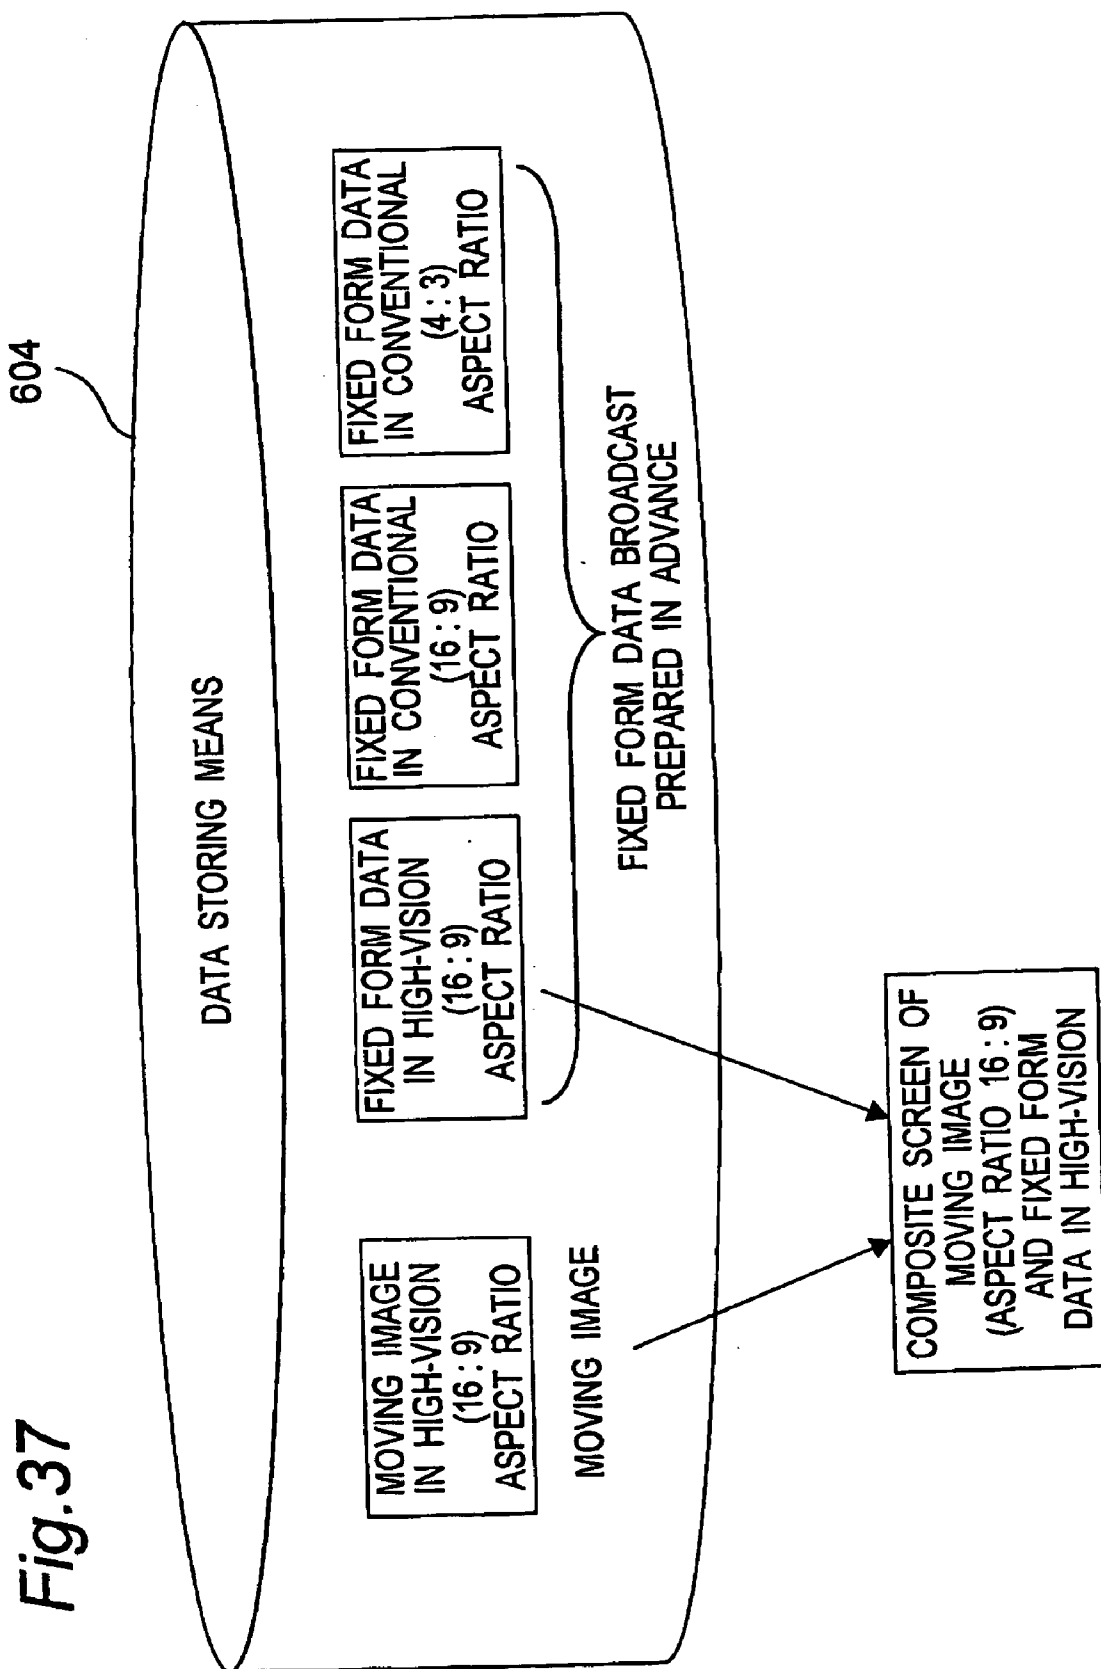 Fig.37
604
DATA STORING MEANS
MOVING IMAGE
IN HIGH-VISION
(16 : 9)
ASPECT RATIO
MOVING IMAGE
FIXED FORM DATA
IN HIGH-VISION
(16 : 9)
ASPECT RATIO
FIXED FORM DATA
IN CONVENTIONAL
(16 : 9)
ASPECT RATIO
FIXED FORM DATA
IN CONVENTIONAL
(4 : 3)
ASPECT RATIO
FIXED FORM DATA BROADCAST
PREPARED IN ADVANCE
COMPOSITE SCREEN OF
MOVING IMAGE
(ASPECT RATIO 16 : 9)
AND FIXED FORM
DATA IN HIGH-VISION